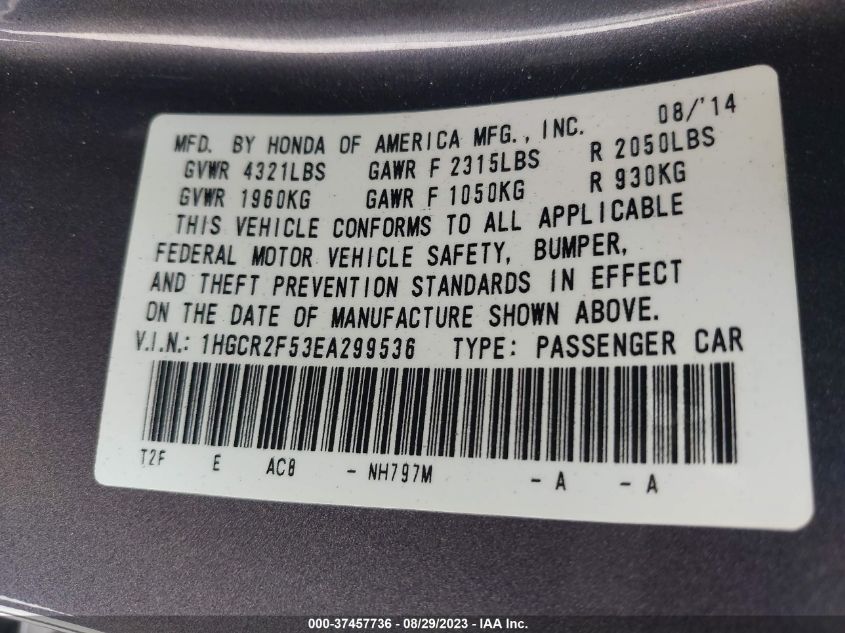 MFD. BY HONDA OF AMERICA MFG., INC. 08/'14
GVWR 4321LBS GAWR F 2315LBS R 2050LBS
GVWR 1960KG GAWR F 1050KG R 930KG
THIS VEHICLE CONFORMS TO ALL APPLICABLE
FEDERAL MOTOR VEHICLE SAFETY, BUMPER,
AND THEFT PREVENTION STANDARDS IN EFFECT
ON THE DATE OF MANUFACTURE SHOWN ABOVE.
V.I.N.: 1HGCR2F53EA299536 TYPE: PASSENGER CAR
T2F E AC8 - NH797M - A - A
000-37457736 - 08/29/2023 - IAA Inc.